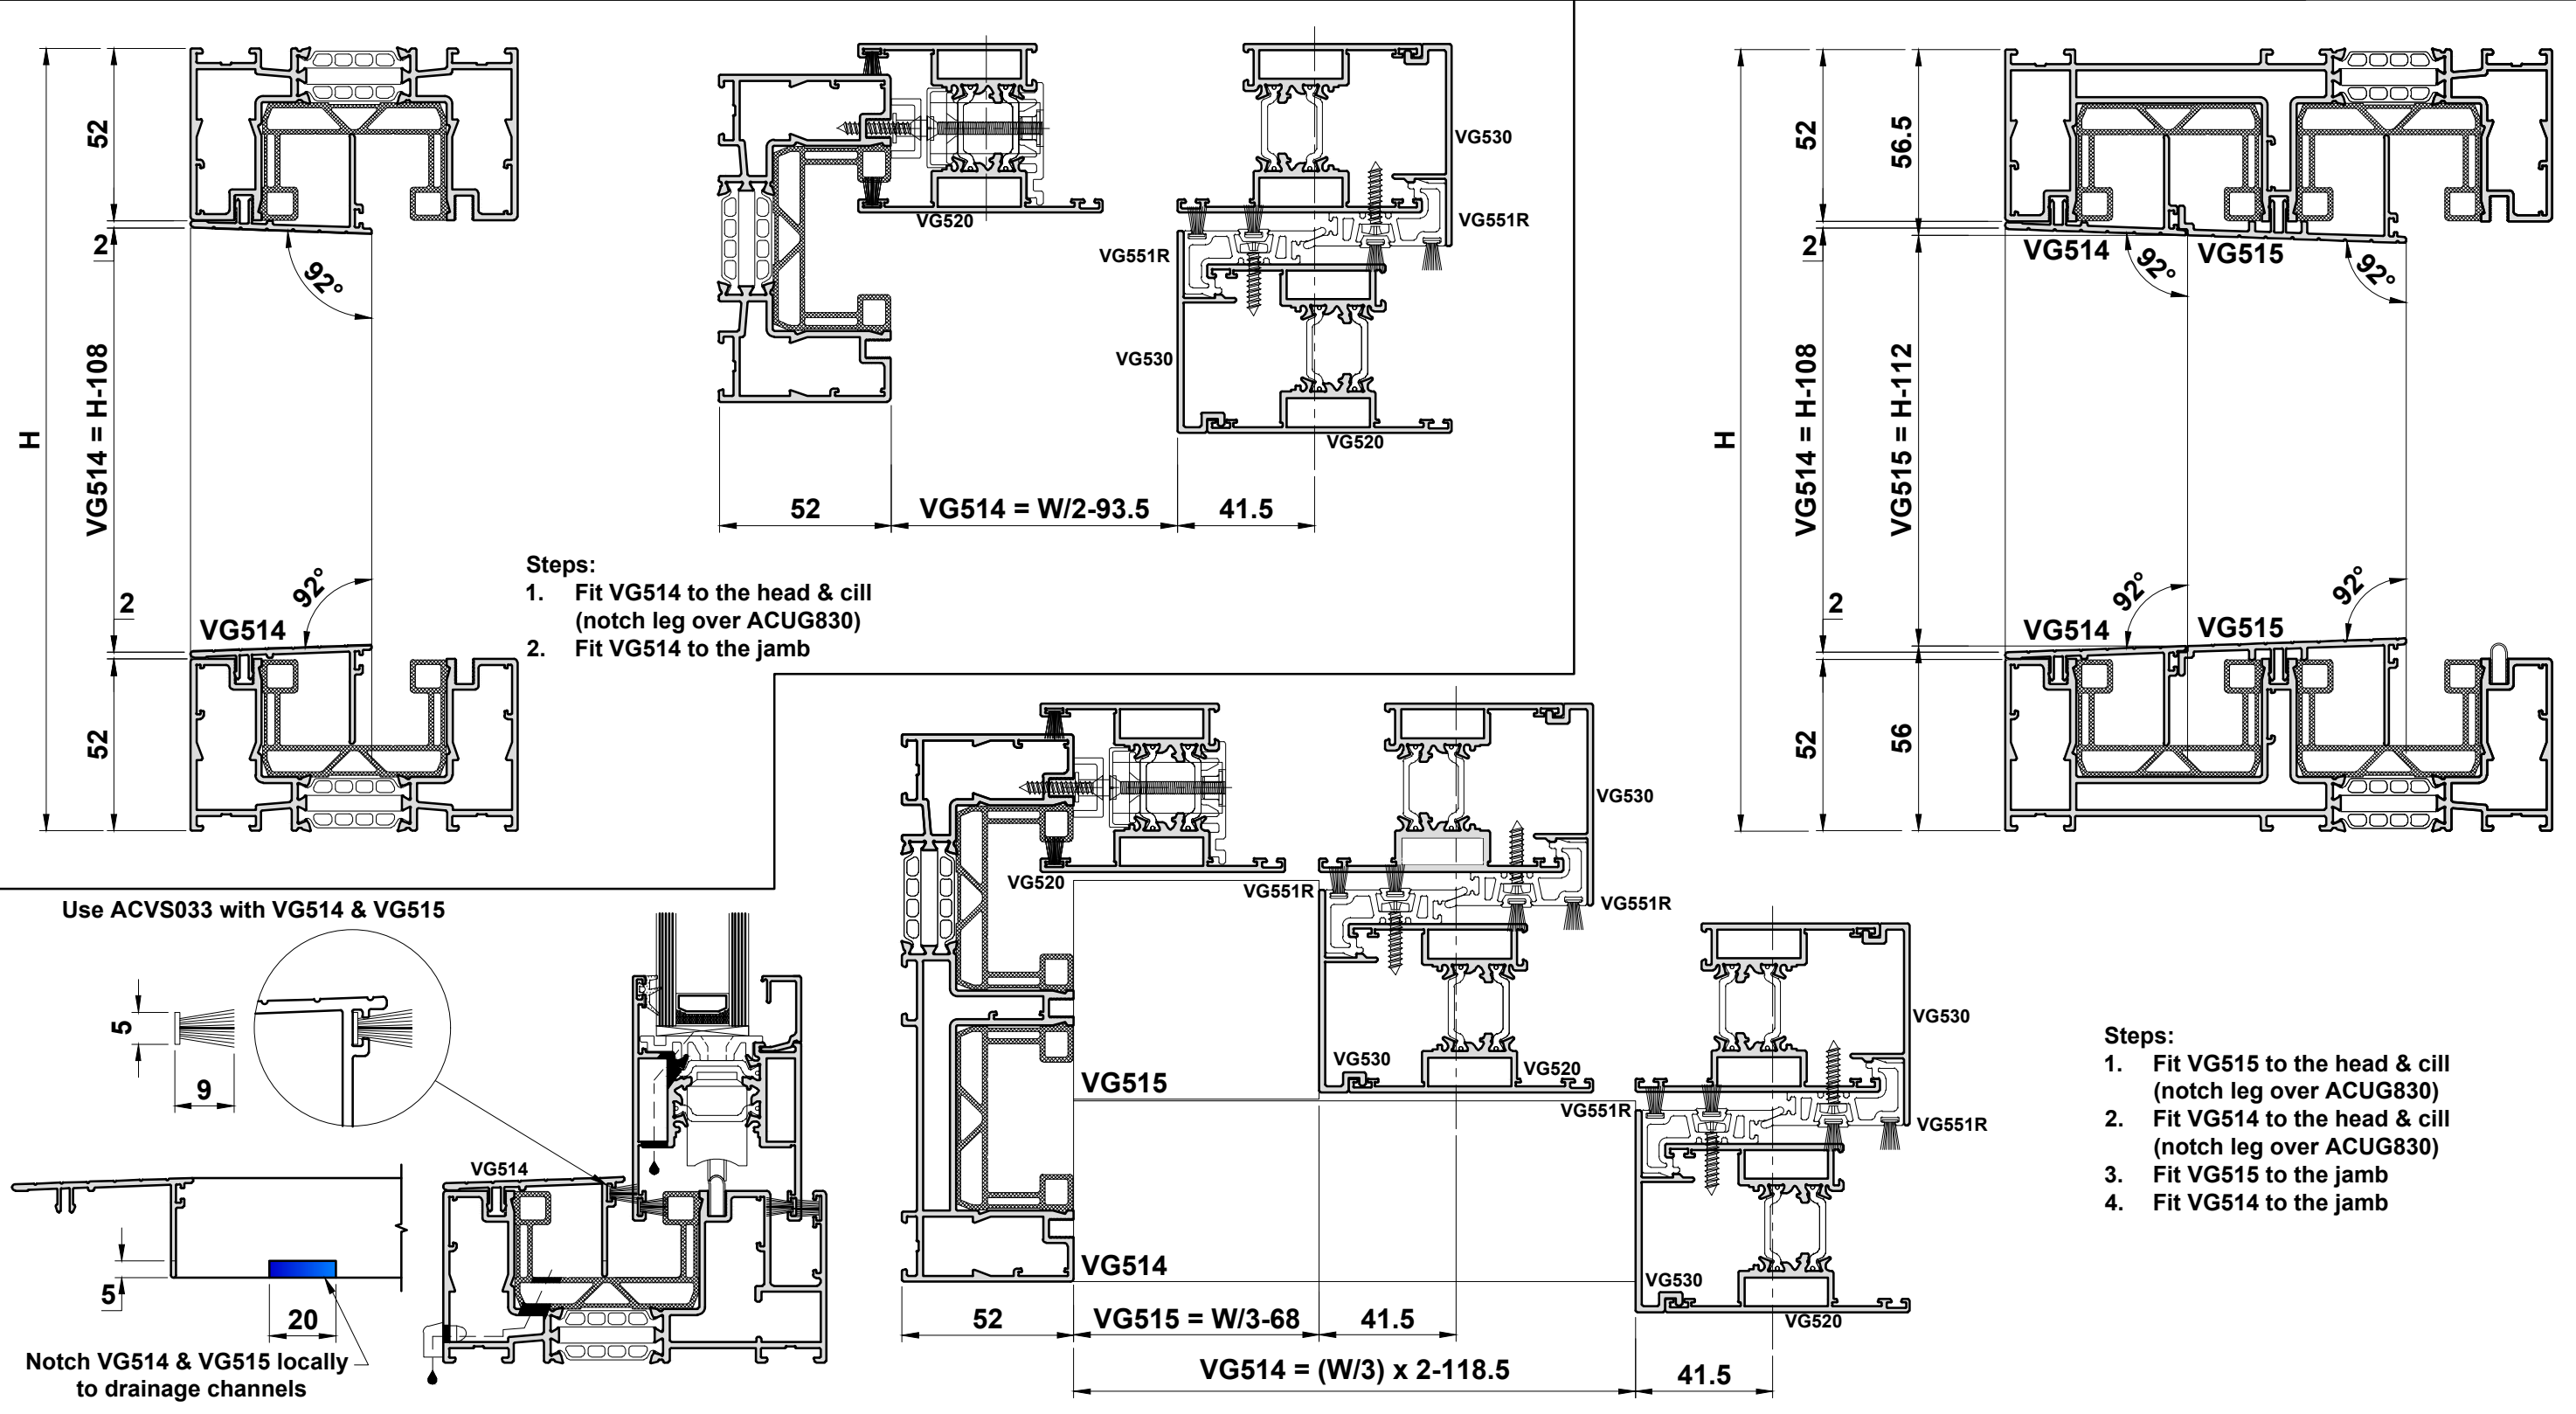 H
52
2
92°
VG514 = H-108
92°
2
VG514
52
VG520
VG530
VG551R
VG551R
VG530
VG520
52
VG514 = W/2-93.5
41.5
Steps:
1. Fit VG514 to the head & cill
(notch leg over ACUG830)
2. Fit VG514 to the jamb
H
52
56.5
2
VG514
92°
VG515
92°
VG514 = H-108
VG515 = H-112
2
92°
92°
VG514
VG515
52
56
Use ACVS033 with VG514 & VG515
5
9
VG514
5
20
Notch VG514 & VG515 locally
to drainage channels
VG520
VG530
VG551R
VG551R
VG530
VG520
VG530
VG551R
VG551R
VG530
VG520
VG515
VG514
52
VG515 = W/3-68
41.5
VG514 = (W/3) x 2-118.5
41.5
Steps:
1. Fit VG515 to the head & cill
(notch leg over ACUG830)
2. Fit VG514 to the head & cill
(notch leg over ACUG830)
3. Fit VG515 to the jamb
4. Fit VG514 to the jamb